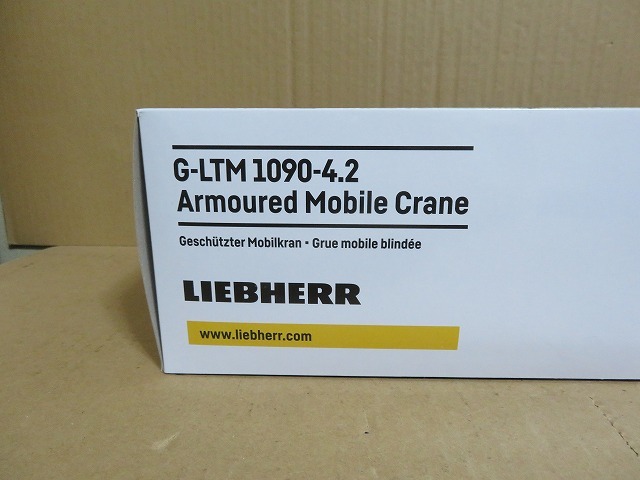 G-LTM 1090-4.2
Armoured Mobile Crane
Geschützter Mobilkran • Grue mobile blindée
LIEBHERR
www.liebherr.com